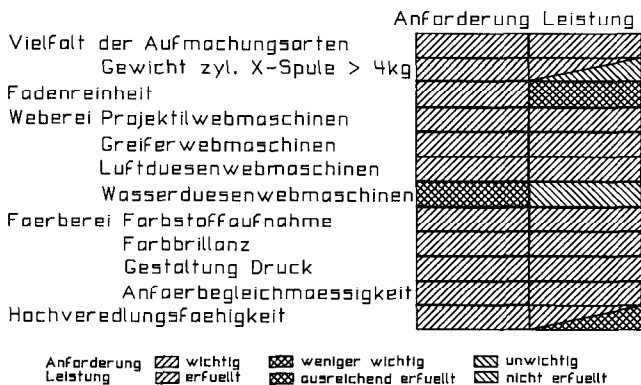 Anforderung Leistung
Vielfalt der Aufmachungsarten
Gewicht zyl. X-Spule > 4kg
Fadenreinheit
Weberei Projektilwebmaschinen
Greiferwebmaschinen
Luftduesenwebmaschinen
Wasserduesenwebmaschinen
Faerberei Farbstoffaufnahme
Farbbrillanz
Gestaltung Druck
Anfaerbegleichmaessigkeit
Hochveredlungsfaehigkeit
Anforderung wichtig weniger wichtig unwichtig
Leistung erfuellt ausreichend erfuellt nicht erfuellt